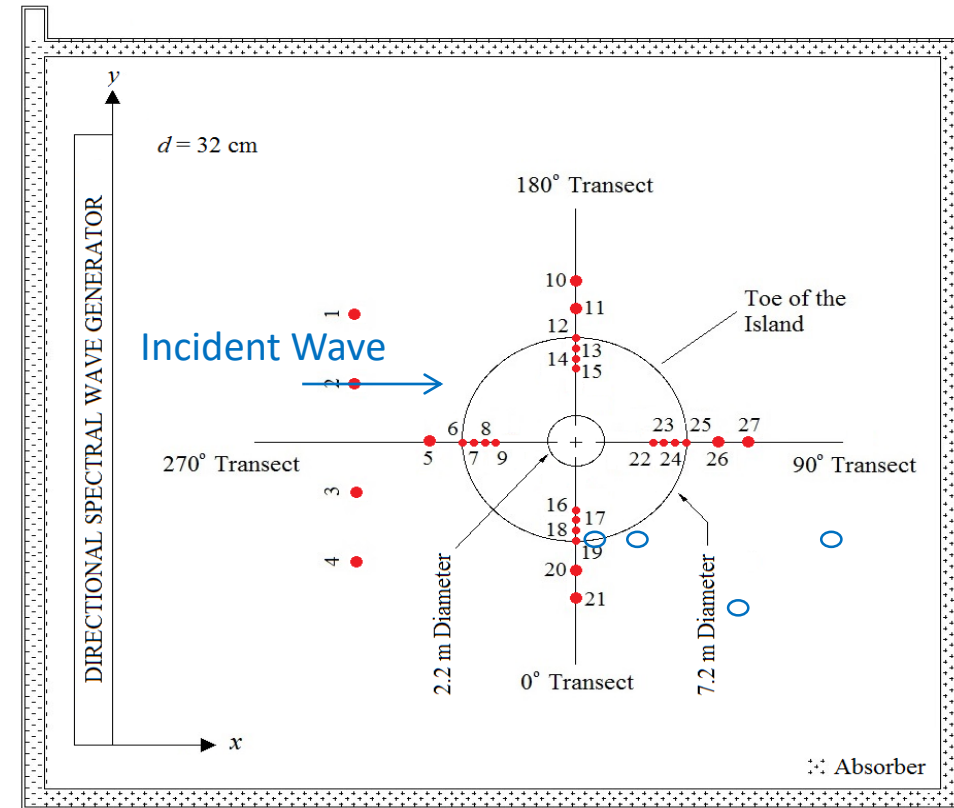 y
d = 32 cm
180° Transect
DIRECTIONAL SPECTRAL WAVE GENERATOR
10
11
Toe of the
Island
1
Incident Wave
12
13
14
15
2
6
8
23
25
27
5
7
9
22
24
26
270° Transect
90° Transect
3
16
17
18
19
4
20
21
2.2 m Diameter
7.2 m Diameter
0° Transect
x
Absorber